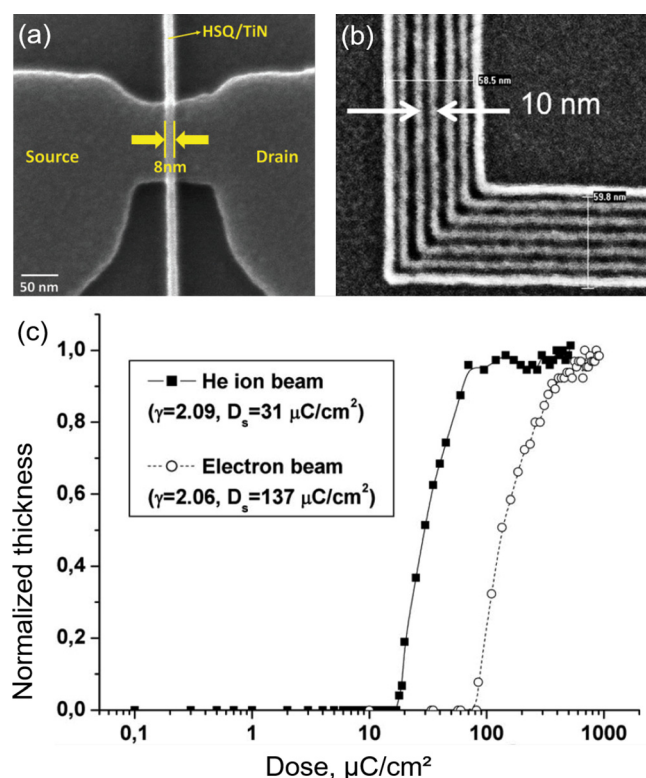 (a)
HSQ/TiN
Source
8nm
Drain
50 nm
(b)
58.5 nm
10 nm
59.8 nm
(c)
Normalized thickness
1,0
0,8
0,6
0,4
0,2
0,0
He ion beam
(γ=2.09, Dₛ=31 μC/cm²)
Electron beam
(γ=2.06, Dₛ=137 μC/cm²)
0,1
1
10
100
1000
Dose, μC/cm²